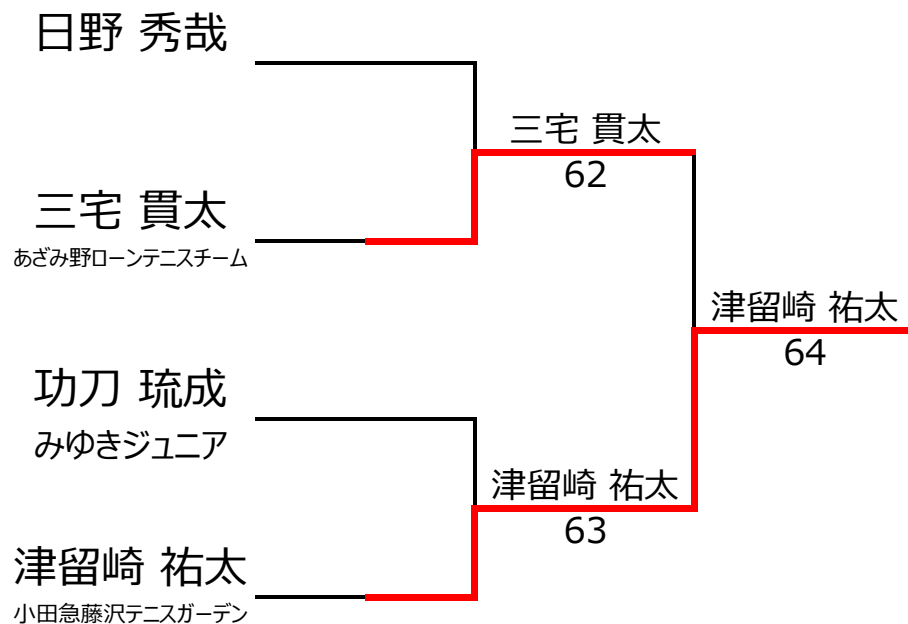 日野 秀哉
三宅 貫太
62
三宅 貫太
あざみ野ローンテニスチーム
津留崎 祐太
64
功刀 琉成
みゆきジュニア
津留崎 祐太
63
津留崎 祐太
小田急藤沢テニスガーデン